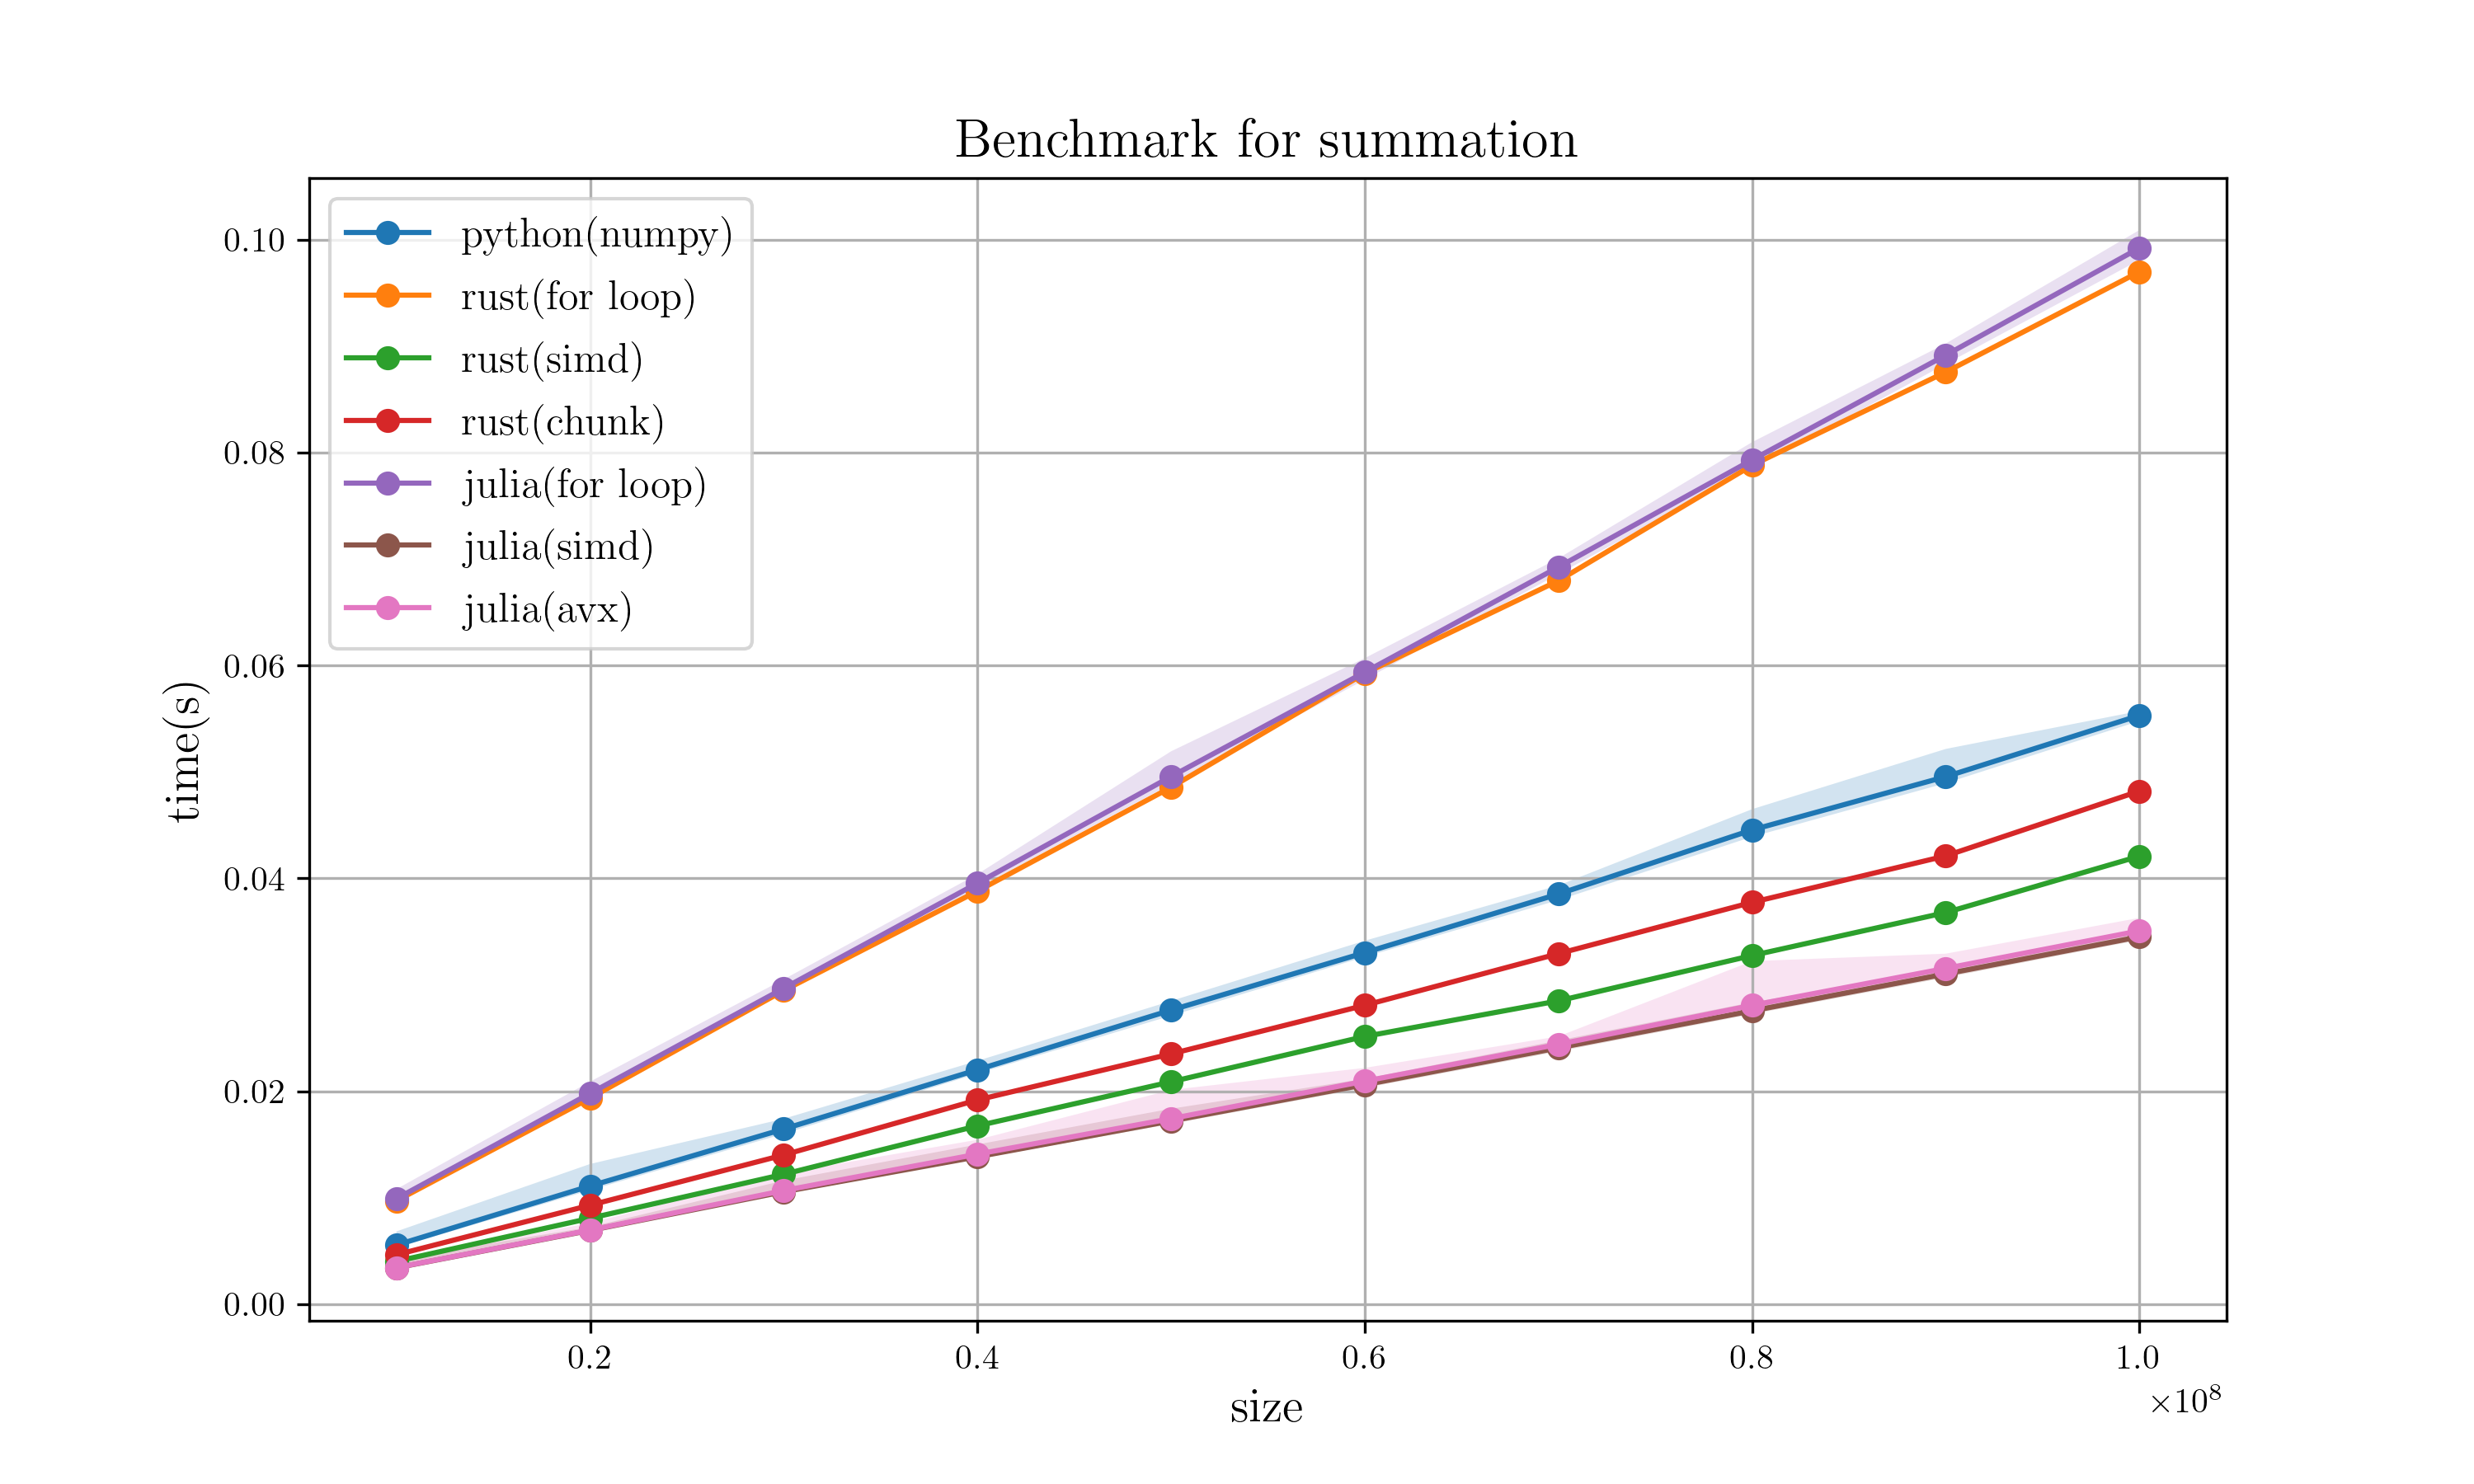 Benchmark for summation
python(numpy)
rust(for loop)
rust(simd)
rust(chunk)
julia(for loop)
julia(simd)
julia(avx)
time(s)
0.10
0.08
0.06
0.04
0.02
0.00
0.2 0.4 0.6 0.8 1.0
×10⁸
size